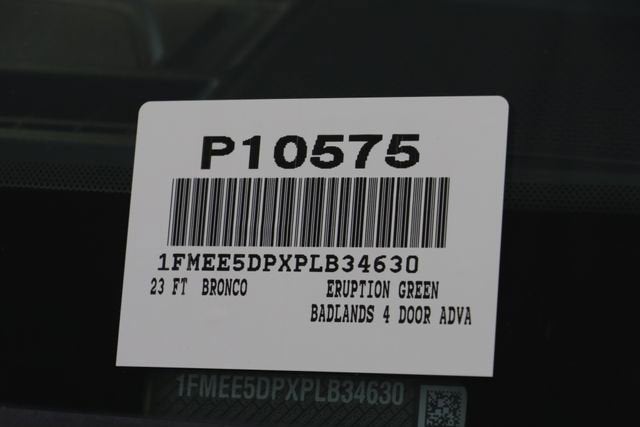 P10575
1FMEE5DPXPLB34630
23 FT BRONCO ERUPTION GREEN
BADLANDS 4 DOOR ADVA
1FMEE5DPXPLB34630